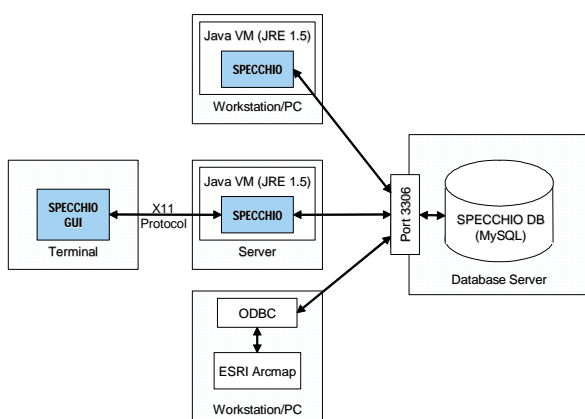 Java VM (JRE 1.5)
SPECCHIO
Workstation/PC
SPECCHIO
GUI
Terminal
X11
Protocol
Java VM (JRE 1.5)
SPECCHIO
Server
Port 3306
SPECCHIO DB
(MySQL)
Database Server
ODBC
ESRI Arcmap
Workstation/PC